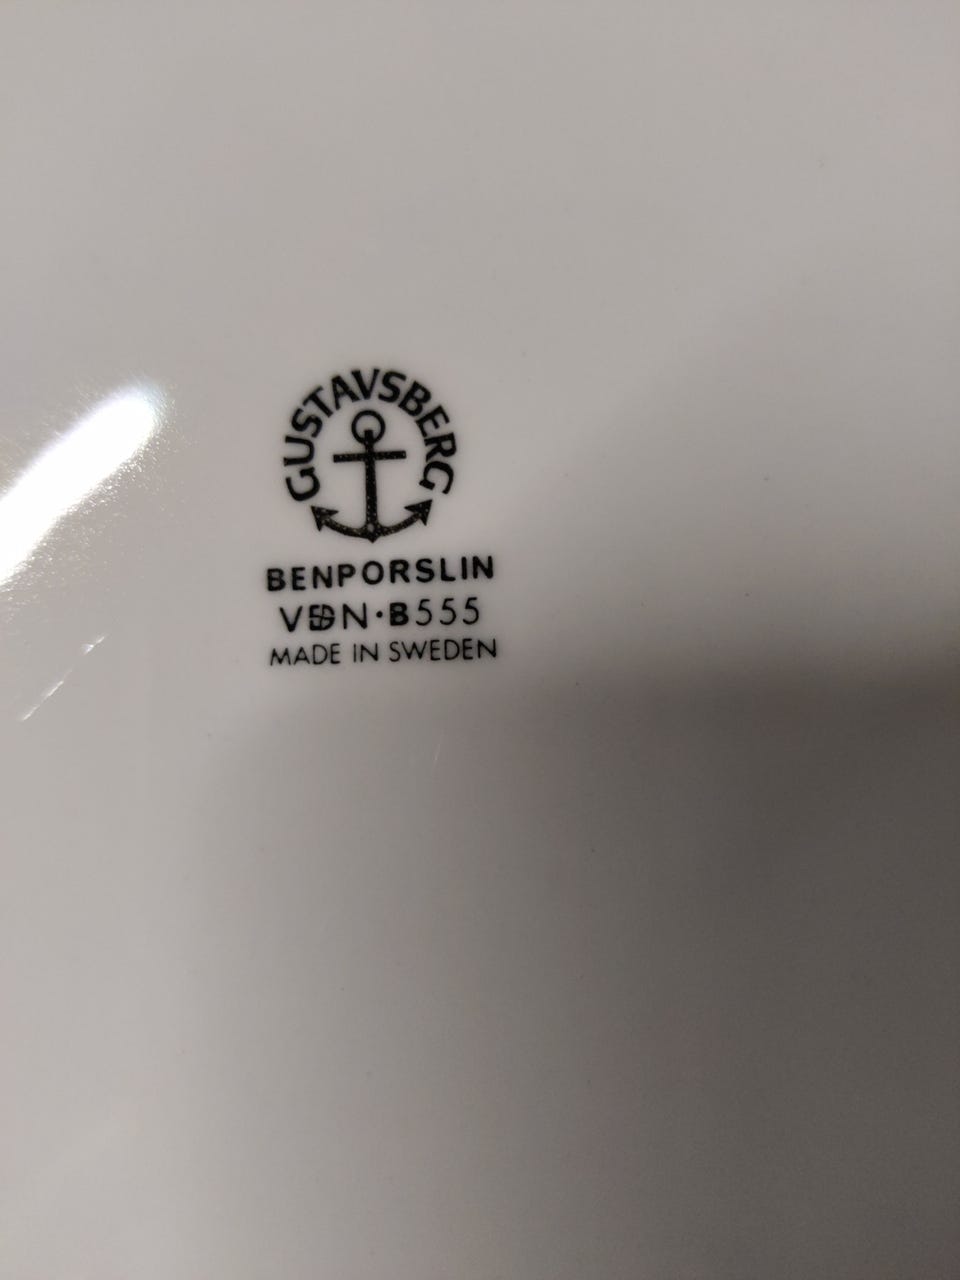 GUSTAVSBERG
BENPORSLIN
VDN·B555
MADE IN SWEDEN